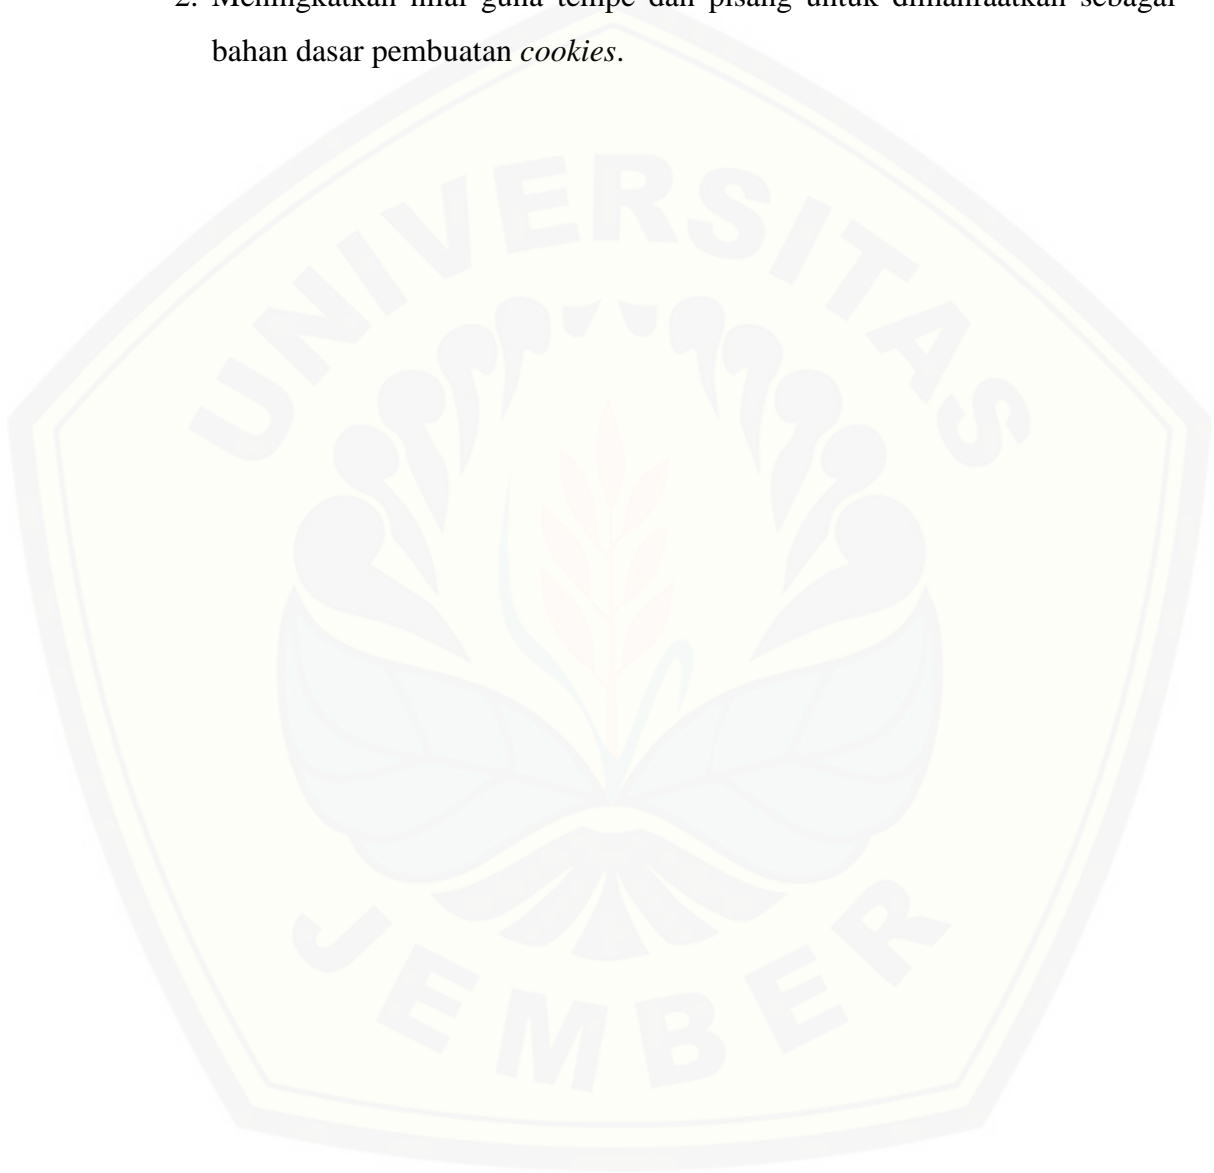 2. Meningkatkan nilai guna tempe dan pisang untuk dimanfaatkan sebagai
bahan dasar pembuatan cookies.
UNIVERSITAS
JEMBER